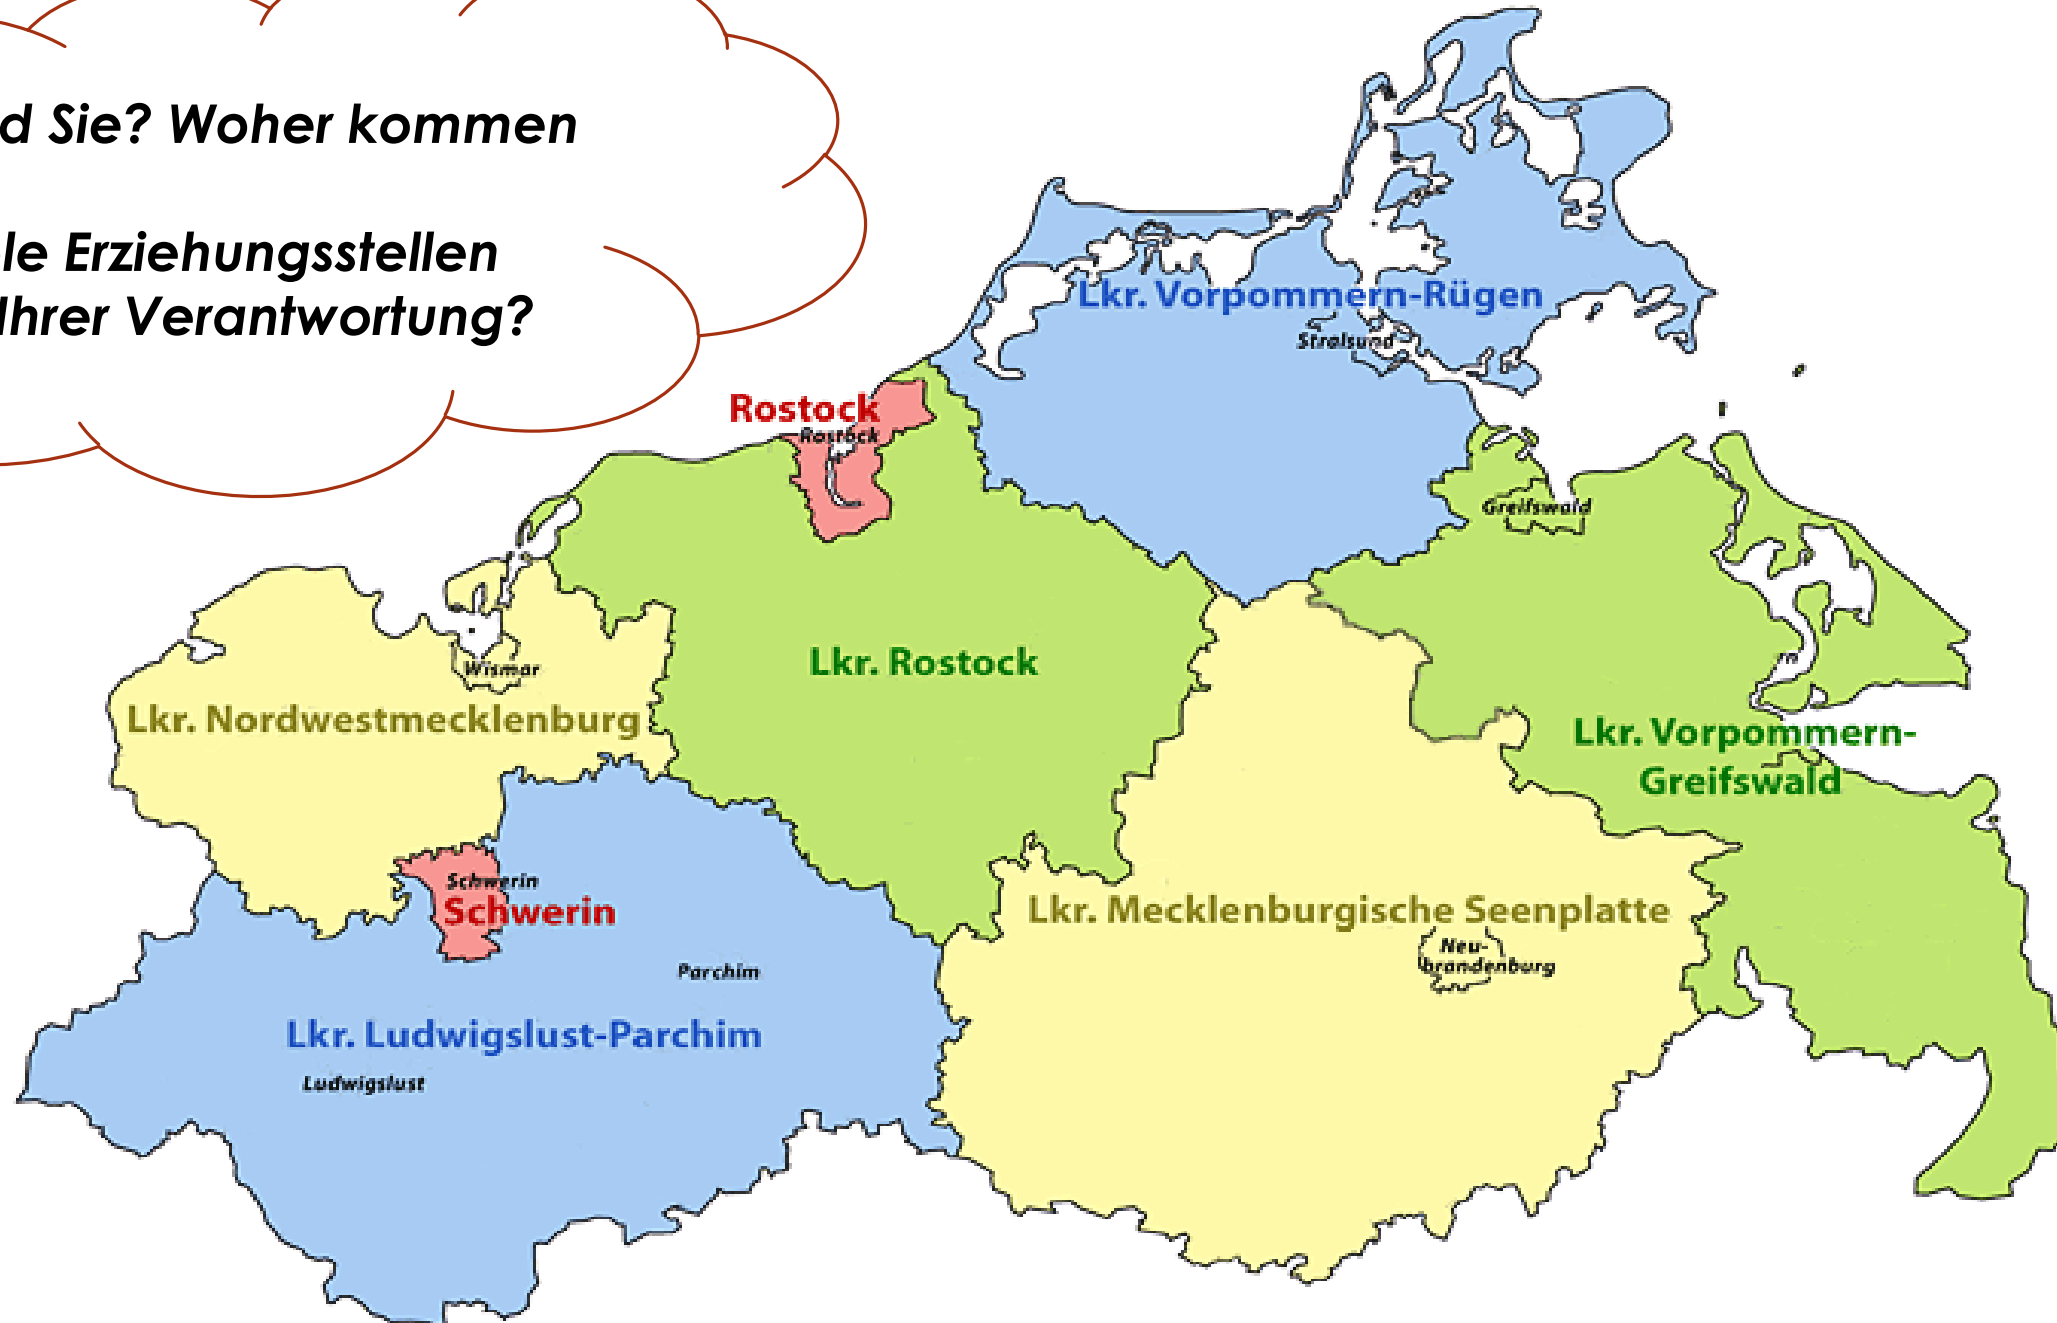 d Sie? Woher kommen
le Erziehungsstellen
Ihrer Verantwortung?
Lkr. Vorpommern-Rügen
Stralsund
Rostock
Rostock
Greifswald
Lkr. Rostock
Wismar
Lkr. Nordwestmecklenburg
Lkr. Vorpommern-
Greifswald
Schwerin
Schwerin
Lkr. Mecklenburgische Seenplatte
Neu-
brandenburg
Parchim
Lkr. Ludwigslust-Parchim
Ludwigslust